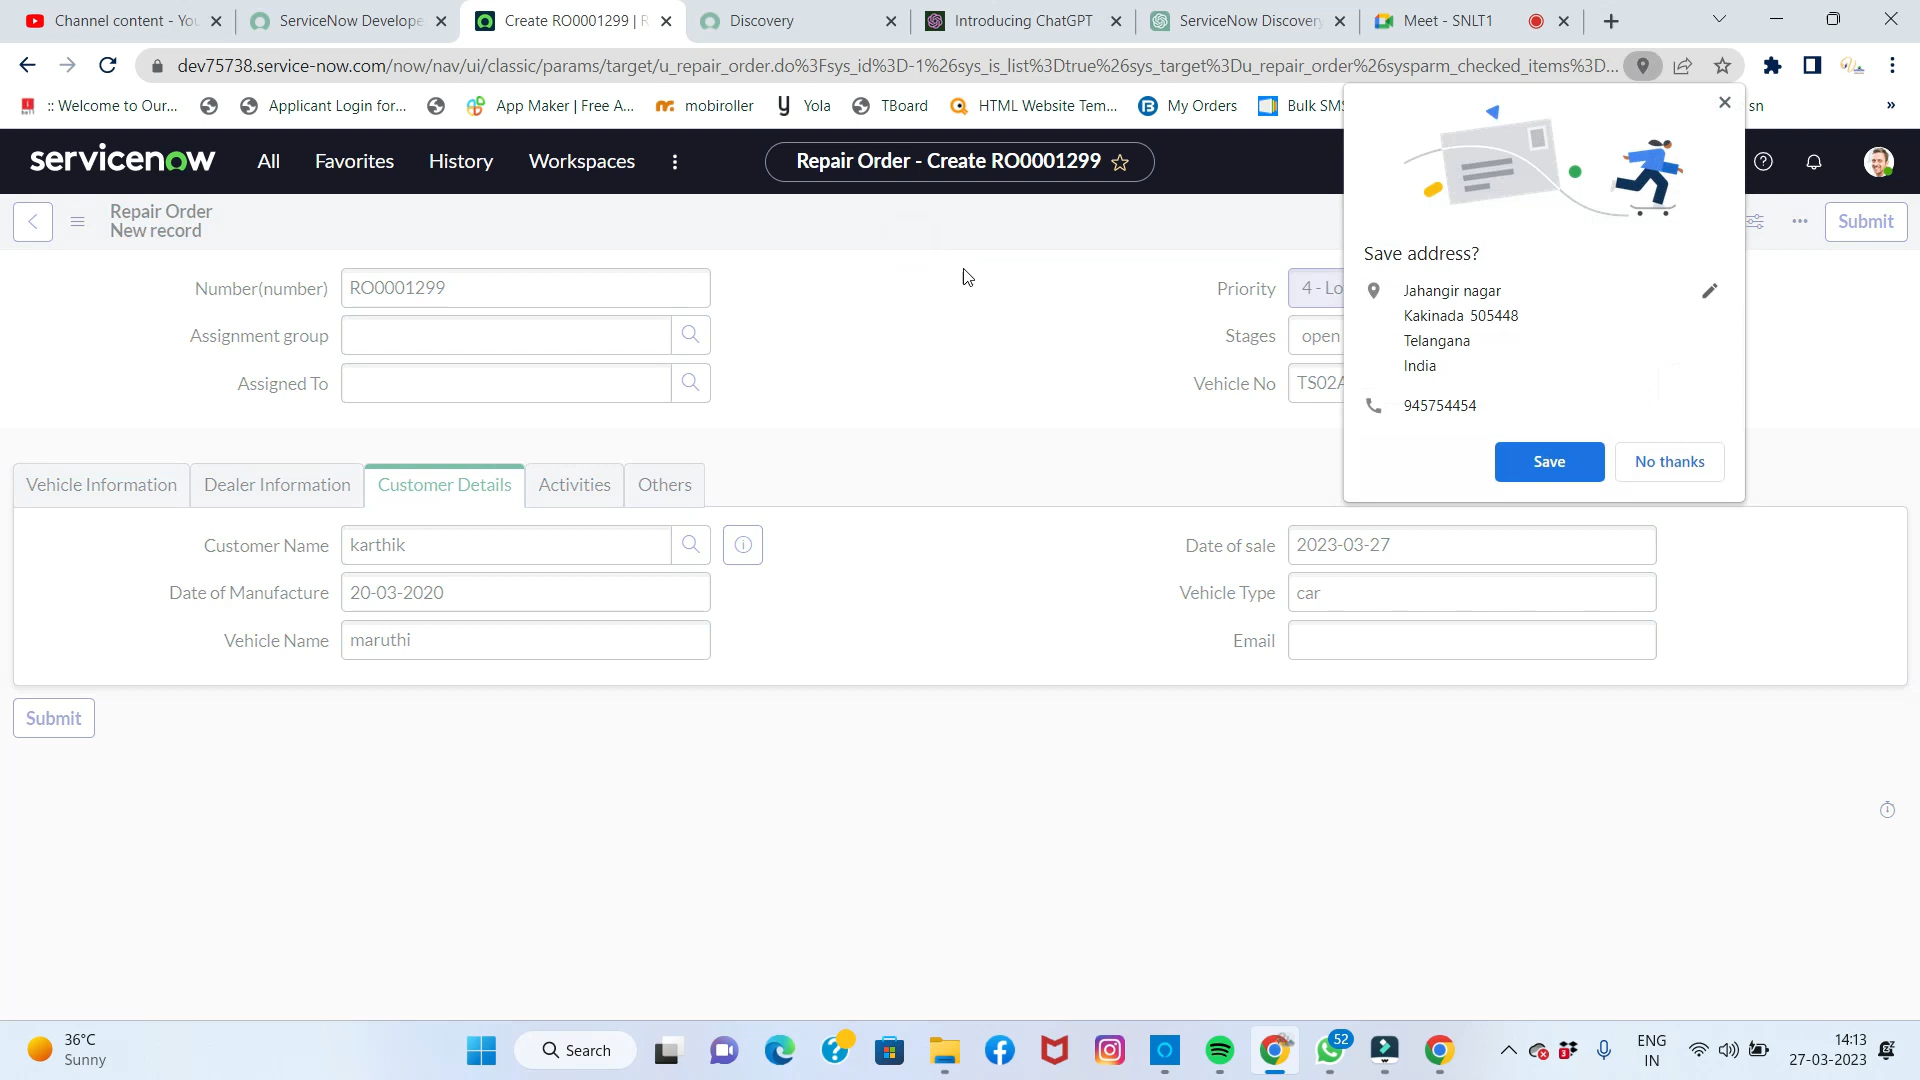 Channel content - You
ServiceNow Develope
Create RO0001299 | R
Discovery
Introducing ChatGPT
ServiceNow Discovery
Meet - SNLT1
dev75738.service-now.com/now/nav/ui/classic/params/target/u_repair_order.do%3Fsys_id%3D-1%26sys_is_list%3Dtrue%26sys_target%3Du_repair_order%26sysparm_checked_items%3D...
:: Welcome to Our...
Applicant Login for...
App Maker | Free A...
mobiroller
Yola
TBoard
HTML Website Tem...
My Orders
Bulk SMS
sn
»
servicenow
All
Favorites
History
Workspaces
Repair Order - Create RO0001299
Repair Order
New record
Submit
Number(number)
RO0001299
Assignment group
Assigned To
Priority
4 - Lo
Stages
open
Vehicle No
TS02A
Save address?
Jahangir nagar
Kakinada 505448
Telangana
India
945754454
Save
No thanks
Vehicle Information
Dealer Information
Customer Details
Activities
Others
Customer Name
karthik
Date of sale
2023-03-27
Date of Manufacture
20-03-2020
Vehicle Type
car
Vehicle Name
maruthi
Email
Submit
36°C
Sunny
Search
52
3
ENG
IN
14:13
27-03-2023